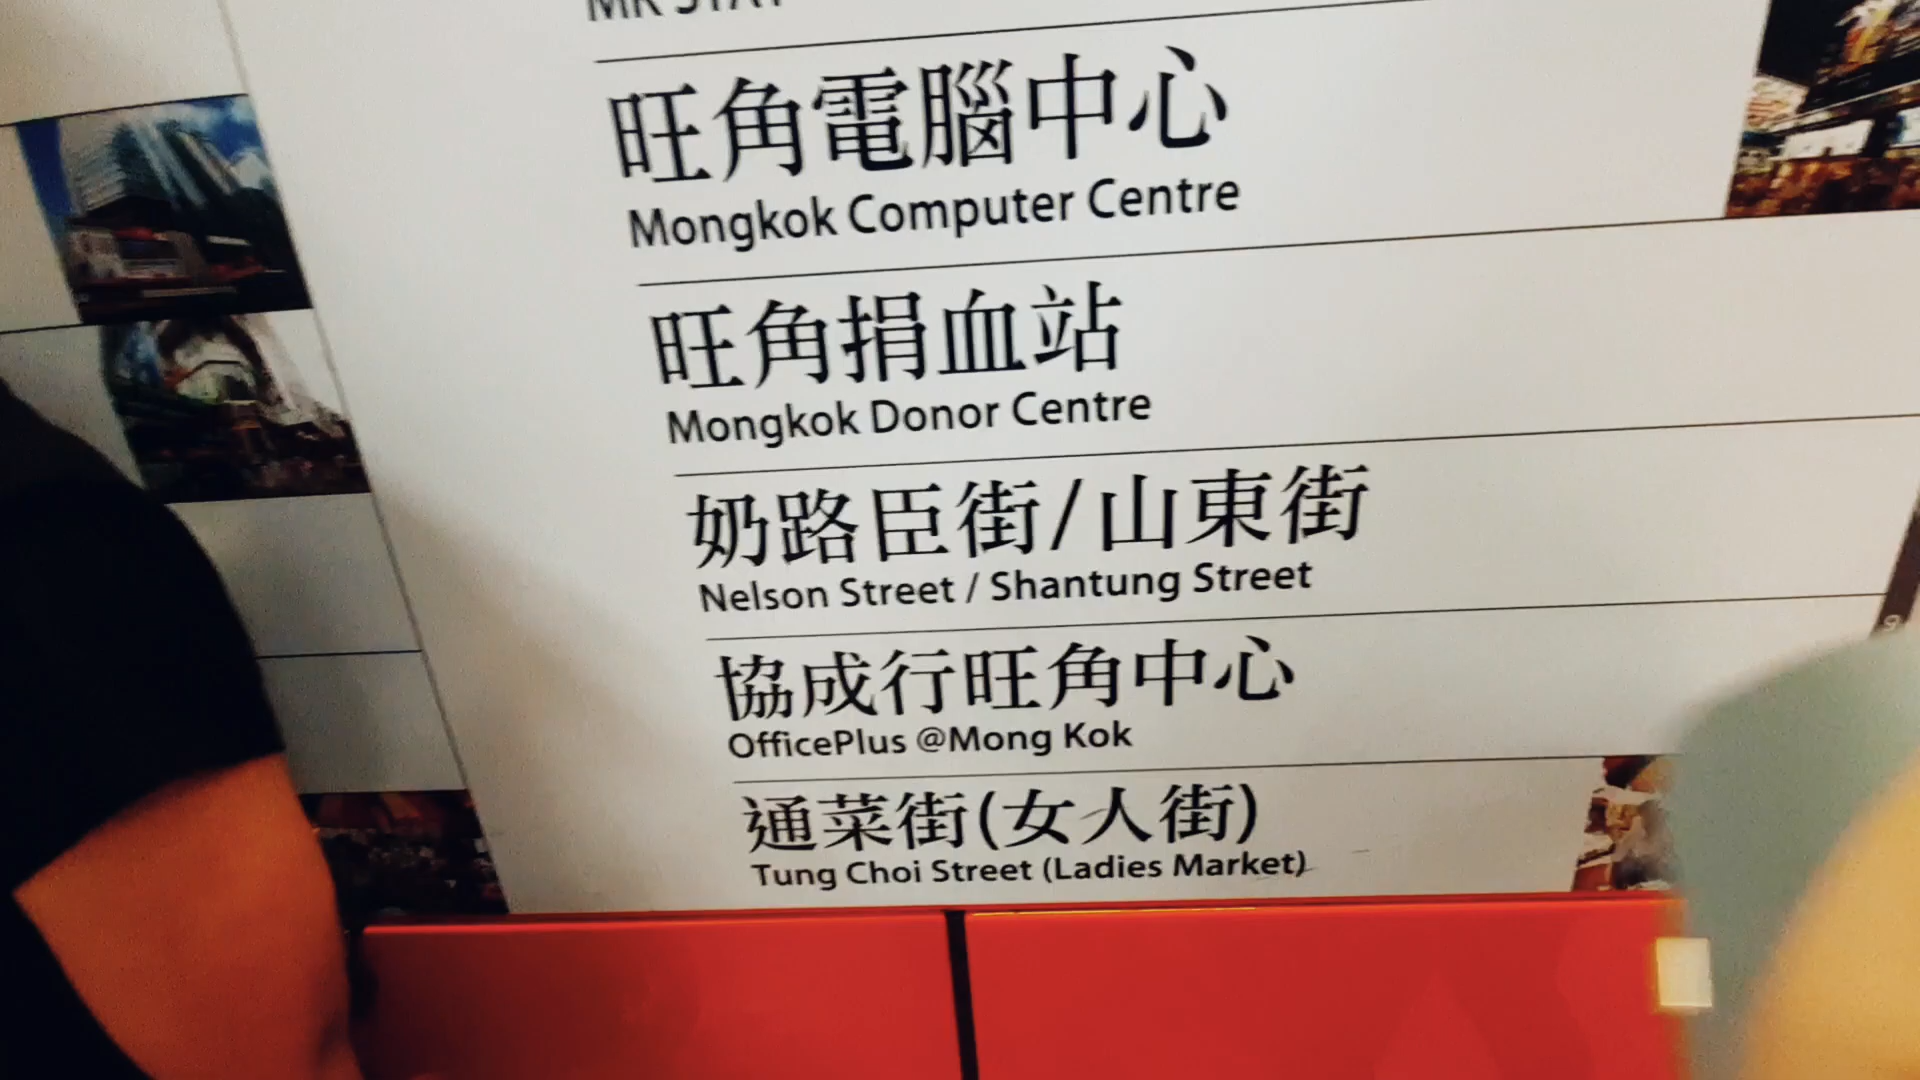 旺角電腦中心
Mongkok Computer Centre
旺角捐血站
Mongkok Donor Centre
奶路臣街/山東街
Nelson Street / Shantung Street
協成行旺角中心
OfficePlus @Mong Kok
通菜街(女人街)
Tung Choi Street (Ladies Market)